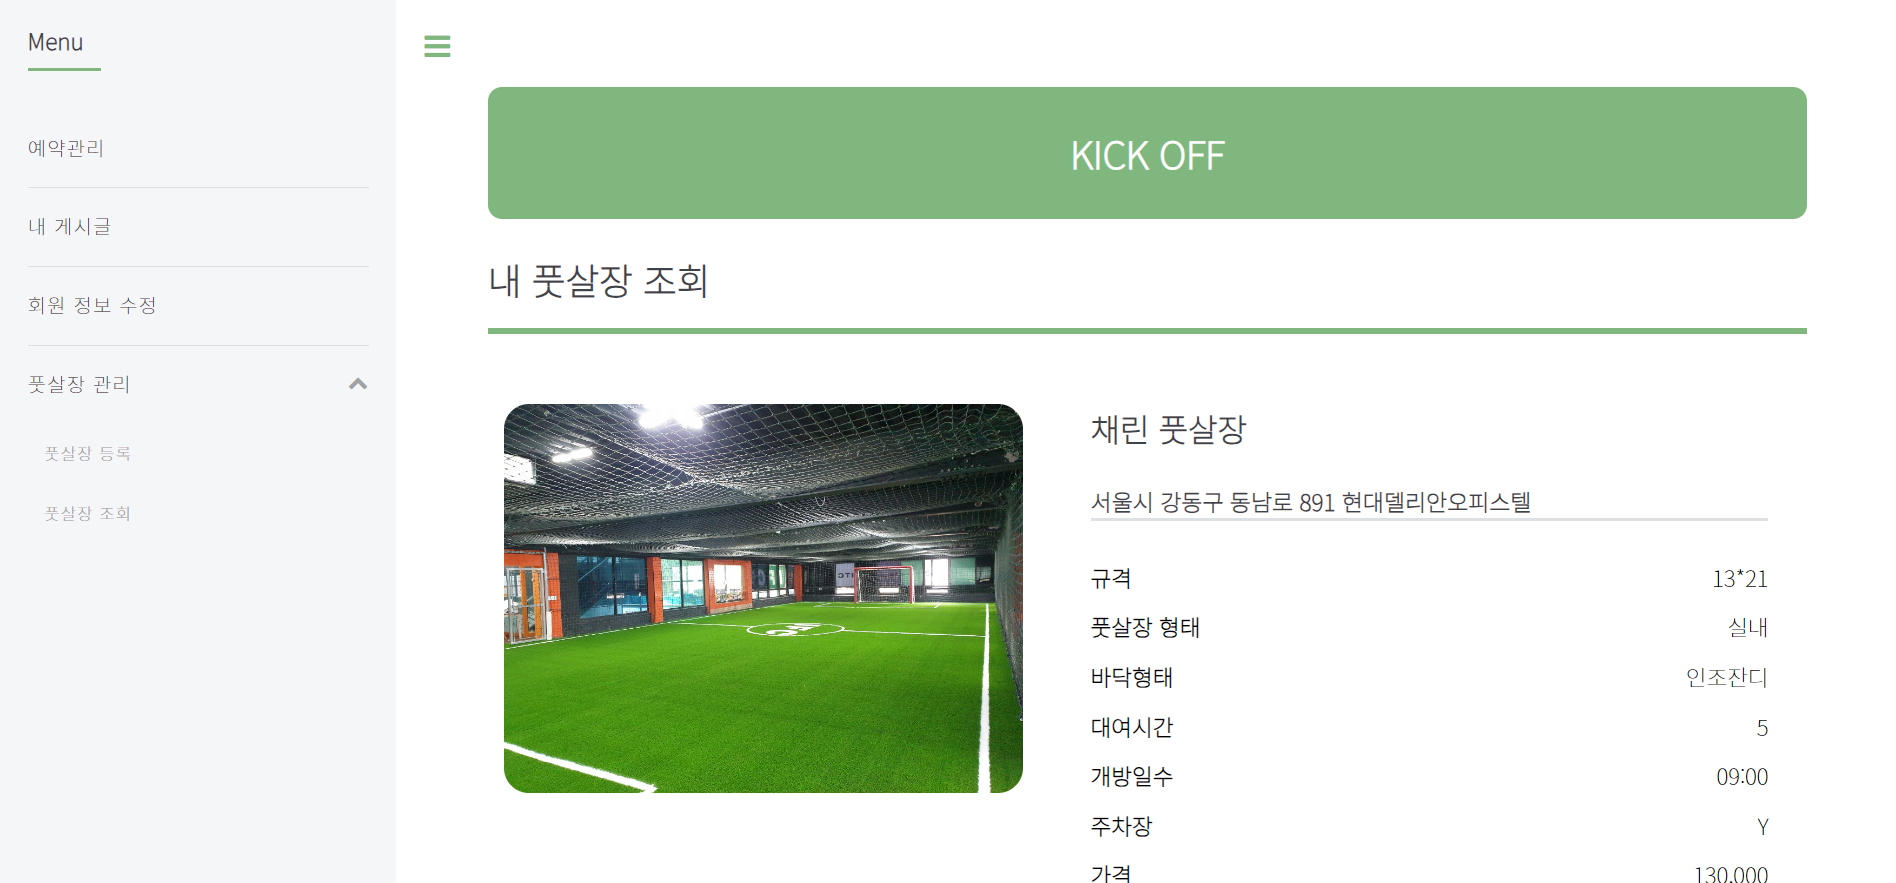 Menu
예약관리
내 게시글
회원 정보 수정
풋살장 관리
풋살장 등록
풋살장 조회
KICK OFF
내 풋살장 조회
채린 풋살장
서울시 강동구 동남로 891 현대델리안오피스텔
규격 13*21
풋살장 형태 실내
바닥형태 인조잔디
대여시간 5
개방일수 09:00
주차장 Y
가격 130,000